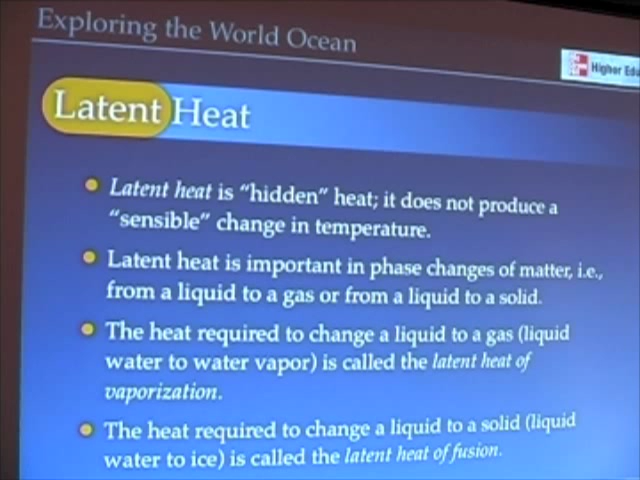 Exploring the World Ocean
Higher Edu
Latent Heat
Latent heat is "hidden" heat; it does not produce a
"sensible" change in temperature.
Latent heat is important in phase changes of matter, i.e.,
from a liquid to a gas or from a liquid to a solid.
The heat required to change a liquid to a gas (liquid
water to water vapor) is called the latent heat of
vaporization.
The heat required to change a liquid to a solid (liquid
water to ice) is called the latent heat of fusion.